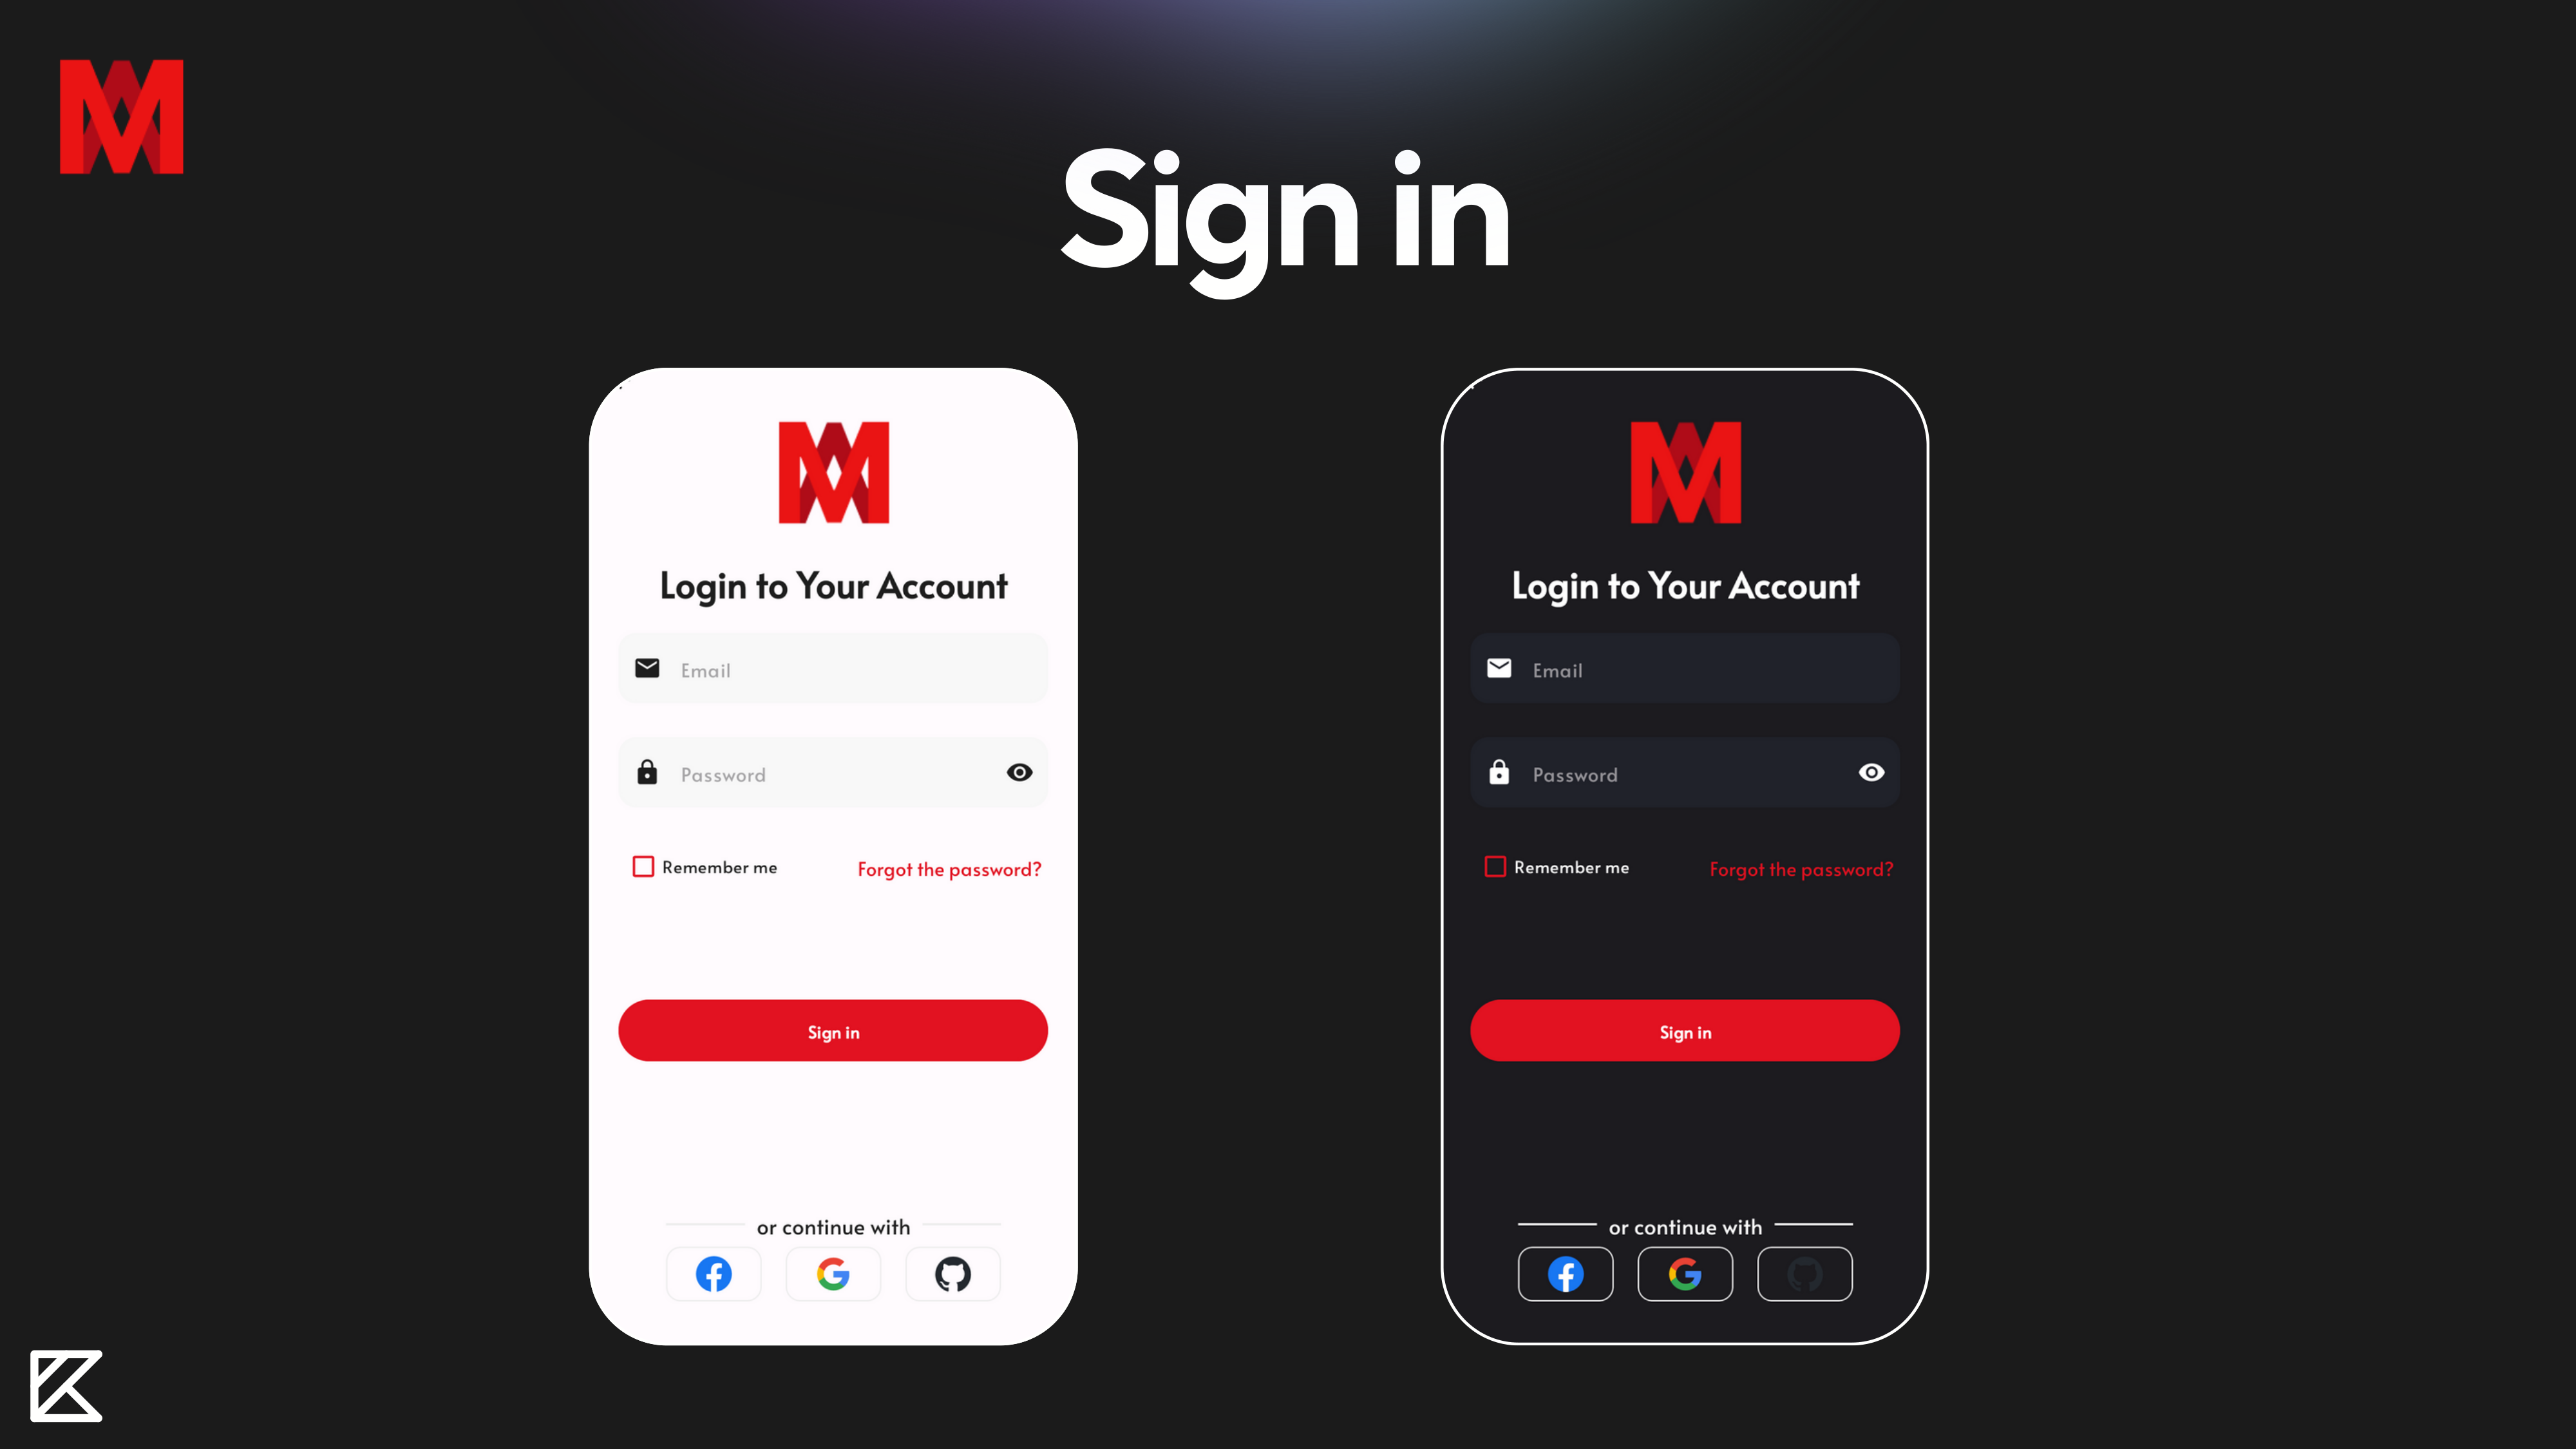 Sign in
Login to Your Account
Email
Password
Remember me
Forgot the password?
Sign in
or continue with
Login to Your Account
Email
Password
Remember me
Forgot the password?
Sign in
or continue with